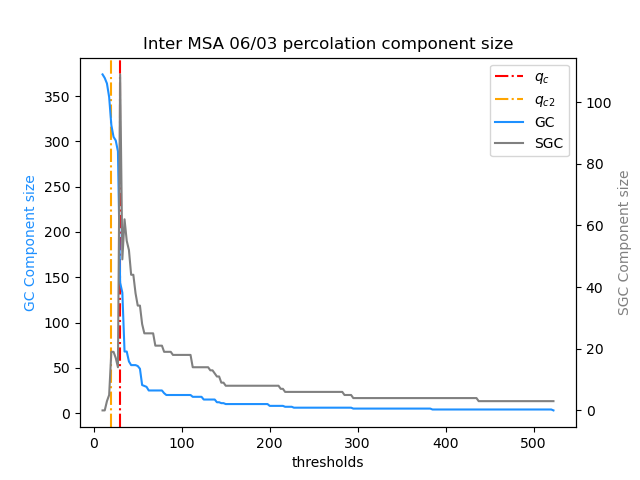 Inter MSA 06/03 percolation component size
q_c
q_c2
GC
SGC
GC Component size
350
300
250
200
150
100
50
0
SGC Component size
100
80
60
40
20
0
0 100 200 300 400 500
thresholds